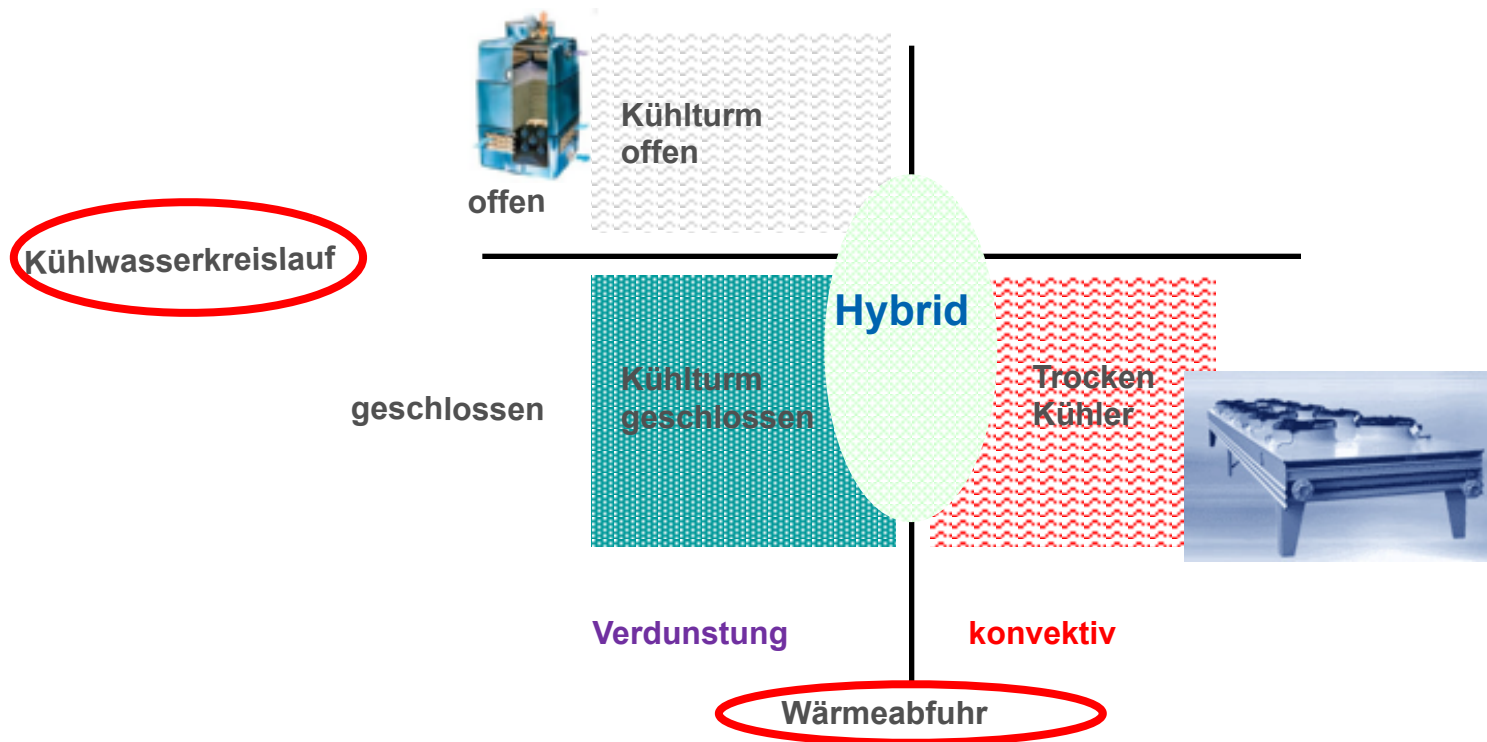 Kühlturm
offen
offen
Kühlwasserkreislauf
Hybrid
Kühlturm
geschlossen
Trocken
Kühler
geschlossen
Verdunstung
konvektiv
Wärmeabfuhr